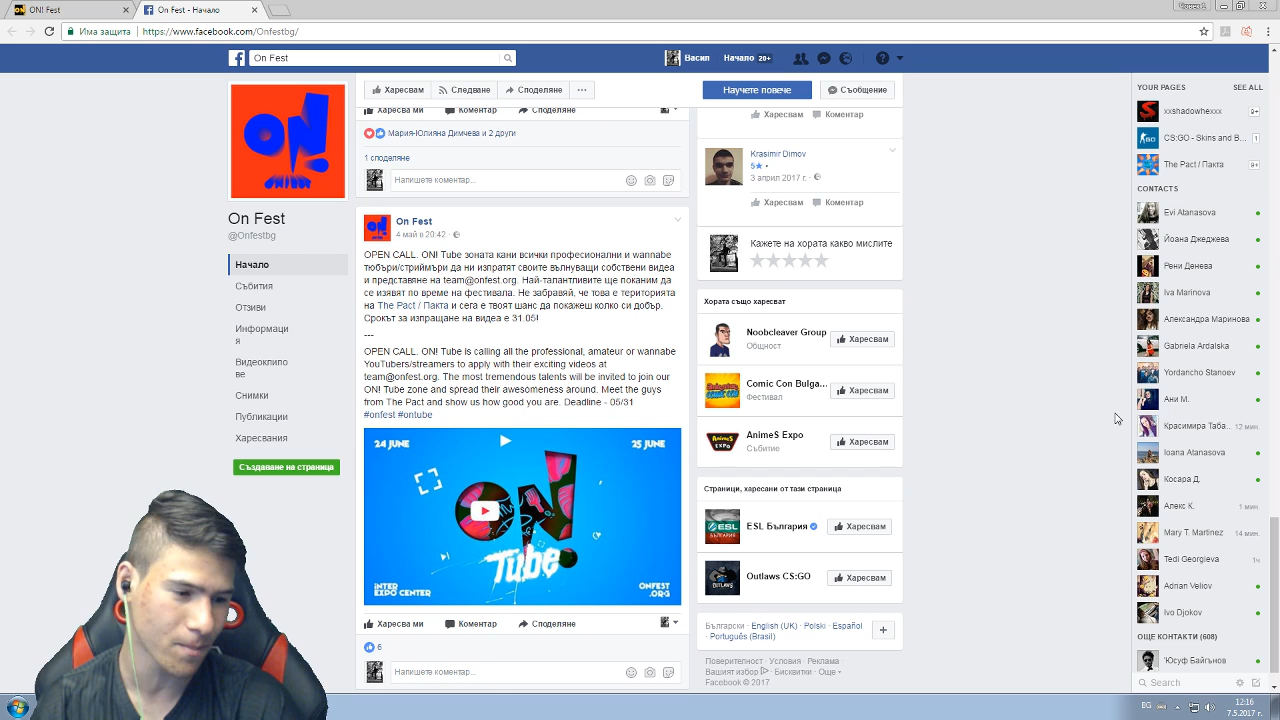 ON! Fest
On Fest - Начало
Има защита
https://www.facebook.com/Onfestbg/
On Fest
Васил
Начало 20+
Харесвам
Следване
Споделяне
Научете повече
Съобщение
On Fest
@Onfestbg
Начало
Събития
Отзиви
Информаци
я
Видеоклипо
ве
Снимки
Публикации
Харесвания
Създаване на страница
Харесва ми
Коментар
Споделяне
Мария-Юлияна Димчева и 2 други
1 споделяне
Напишете коментар...
On Fest
4 май в 20:42
OPEN CALL. ON! Tube зоната кани всички професионални и wannabe
тюбъри/стриймъри да ни изпратят своите вълнуващи собствени видеа
и представяне на team@onfest.org. Най-талантливите ще поканим да
се изявят по време на фестивала. Не забравяй, че това е територията
на The Pact / Пакта и сега е твоят шанс да покажеш колко си добър.
Срокът за изпращане на видеа е 31.05!
---
OPEN CALL. ON! Tube is calling all the professional, amateur or wannabe
YouTubers/streamers to apply with their exciting videos at
team@onfest.org. The most tremendous talents will be invited to join our
ON! Tube zone and spread their awesomeness around. Meet the guys
from The Pact and show us how good you are. Deadline - 05/31
#onfest #ontube
24 JUNE
25 JUNE
ON!
Tube
INTER
EXPO CENTER
ONFEST
.ORG
Харесва ми
Коментар
Споделяне
6
Напишете коментар...
Харесвам
Коментар
Krasimir Dimov
5★
3 април 2017 г.
Харесвам
Коментар
Кажете на хората какво мислите
Хората също харесват
Noobcleaver Group
Общност
Харесвам
Comic Con Bulga...
Фестивал
Харесвам
AnimeS Expo
Събитие
Харесвам
Страници, харесани от тази страница
ESL България
Харесвам
Outlaws CS:GO
Харесвам
Български · English (UK) · Polski · Español
· Português (Brasil)
Поверителност · Условия · Реклама
Вашият избор · Бисквитки · Още
Facebook © 2017
YOUR PAGES
SEE ALL
xxshadowhexxx
9+
CS:GO - Skins and B...
1
The Pact / Пакта
9+
CONTACTS
Evi Atanasova
Йоана Джеджева
Рени Денева
Iva Marinova
Александра Маринова
Gabriela Ardalska
Yordancho Stanoev
Ани М.
Красимира Таба...
12 мин.
Ioana Atanasova
Косара Д.
Алекс К.
1 мин.
Mary T. Martinez
14 мин.
Tedi Georgieva
1ч
Adrian Veliov
Ivo Djokov
ОЩЕ КОНТАКТИ (608)
Юсуф Байгънов
Search
BG
12:16
7.5.2017 г.